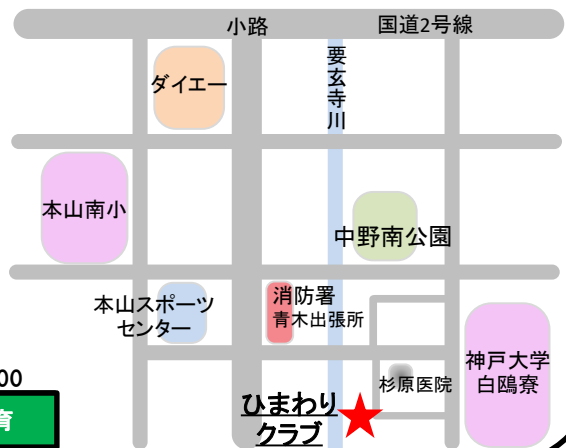 小路
国道2号線
ダイエー
要玄寺川
本山南小
中野南公園
本山スポーツ
センター
消防署
青木出張所
神戸大学
白鴎寮
杉原医院
00
育
ひまわり
クラブ